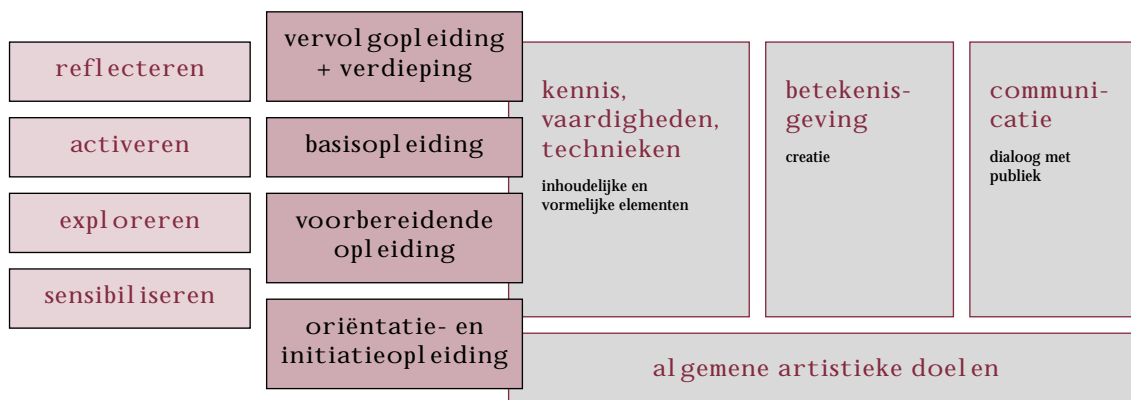 reflecteren
activeren
exploreren
sensibiliseren
vervolgopleiding
+ verdieping
basisopleiding
voorbereidende
opleiding
oriëntatie- en
initiatieopleiding
kennis,
vaardigheden,
technieken
inhoudelijke en
vormelijke elementen
betekenis-
geving
creatie
communi-
catie
dialoog met
publiek
algemene artistieke doelen